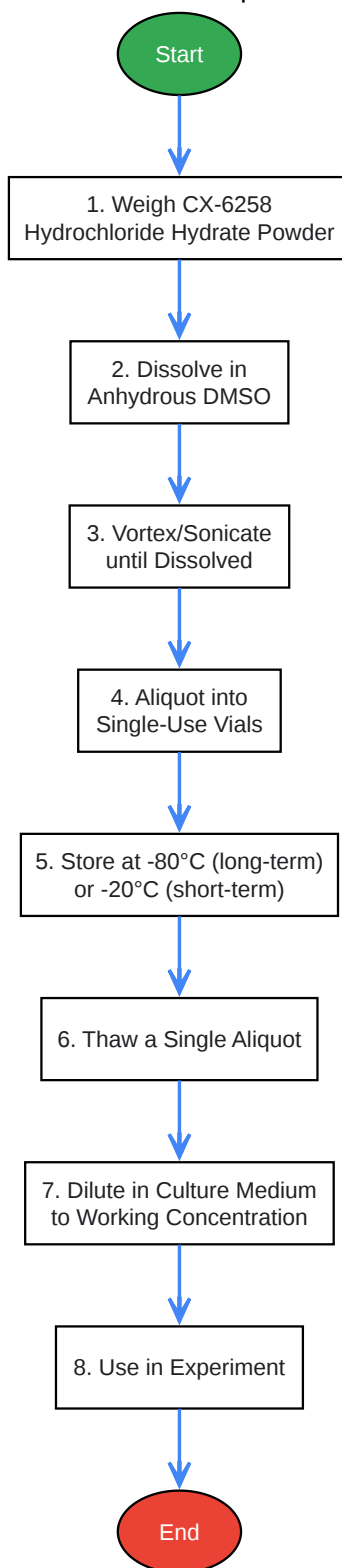 Start
1. Weigh CX-6258
Hydrochloride Hydrate Powder
2. Dissolve in
Anhydrous DMSO
3. Vortex/Sonicate
until Dissolved
4. Aliquot into
Single-Use Vials
5. Store at -80°C (long-term)
or -20°C (short-term)
6. Thaw a Single Aliquot
7. Dilute in Culture Medium
to Working Concentration
8. Use in Experiment
End